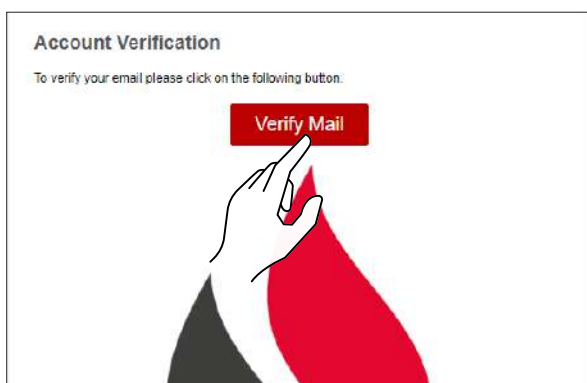 Account Verification
To verify your email please click on the following button.
Verify Mail